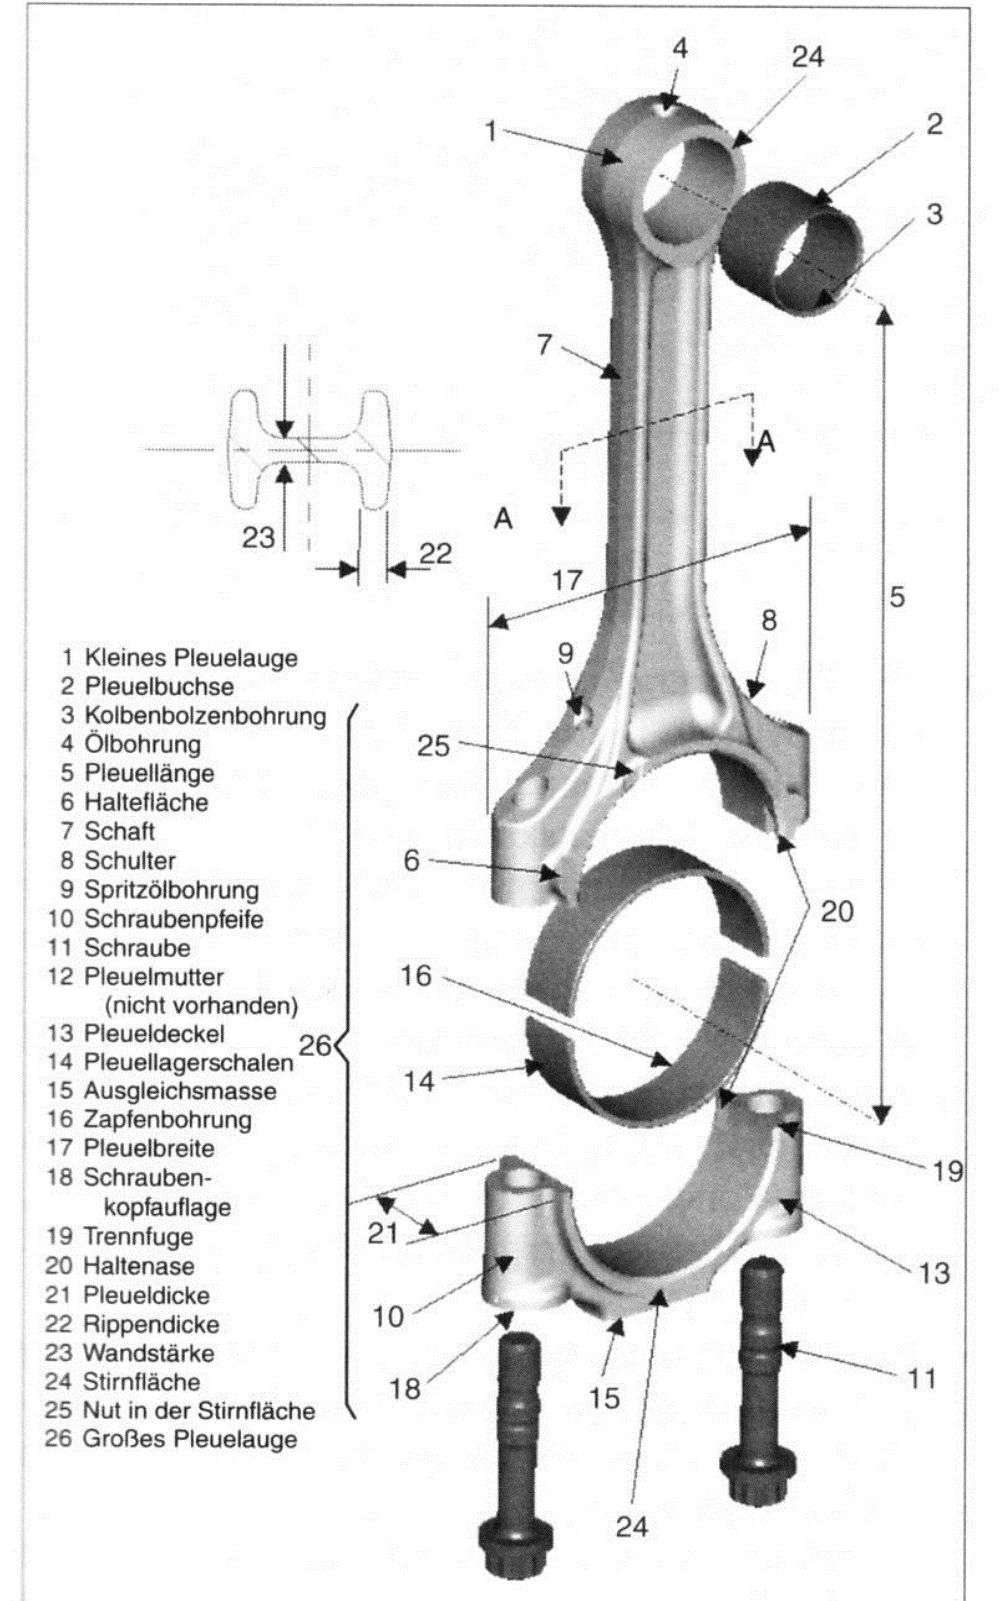 4
24
1
2
3
7
A
A
23
22
17
5
8
9
25
6
20
16
14
19
21
13
10
18
15
11
24
1 Kleines Pleuelauge
2 Pleuelbuchse
3 Kolbenbolzenbohrung
4 Ölbohrung
5 Pleuellänge
6 Haltefläche
7 Schaft
8 Schulter
9 Spritzölbohrung
10 Schraubenpfeife
11 Schraube
12 Pleuelmutter
(nicht vorhanden)
13 Pleueldeckel
26
14 Pleuellagerschalen
15 Ausgleichsmasse
16 Zapfenbohrung
17 Pleuelbreite
18 Schrauben-
kopfauflage
19 Trennfuge
20 Haltenase
21 Pleueldicke
22 Rippendicke
23 Wandstärke
24 Stirnfläche
25 Nut in der Stirnfläche
26 Großes Pleuelauge